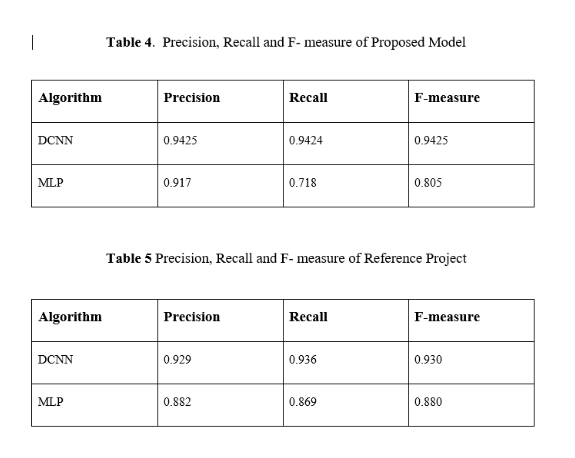 Table 4. Precision, Recall and F- measure of Proposed Model
Algorithm Precision Recall F-measure
DCNN 0.9425 0.9424 0.9425
MLP 0.917 0.718 0.805
Table 5 Precision, Recall and F- measure of Reference Project
Algorithm Precision Recall F-measure
DCNN 0.929 0.936 0.930
MLP 0.882 0.869 0.880